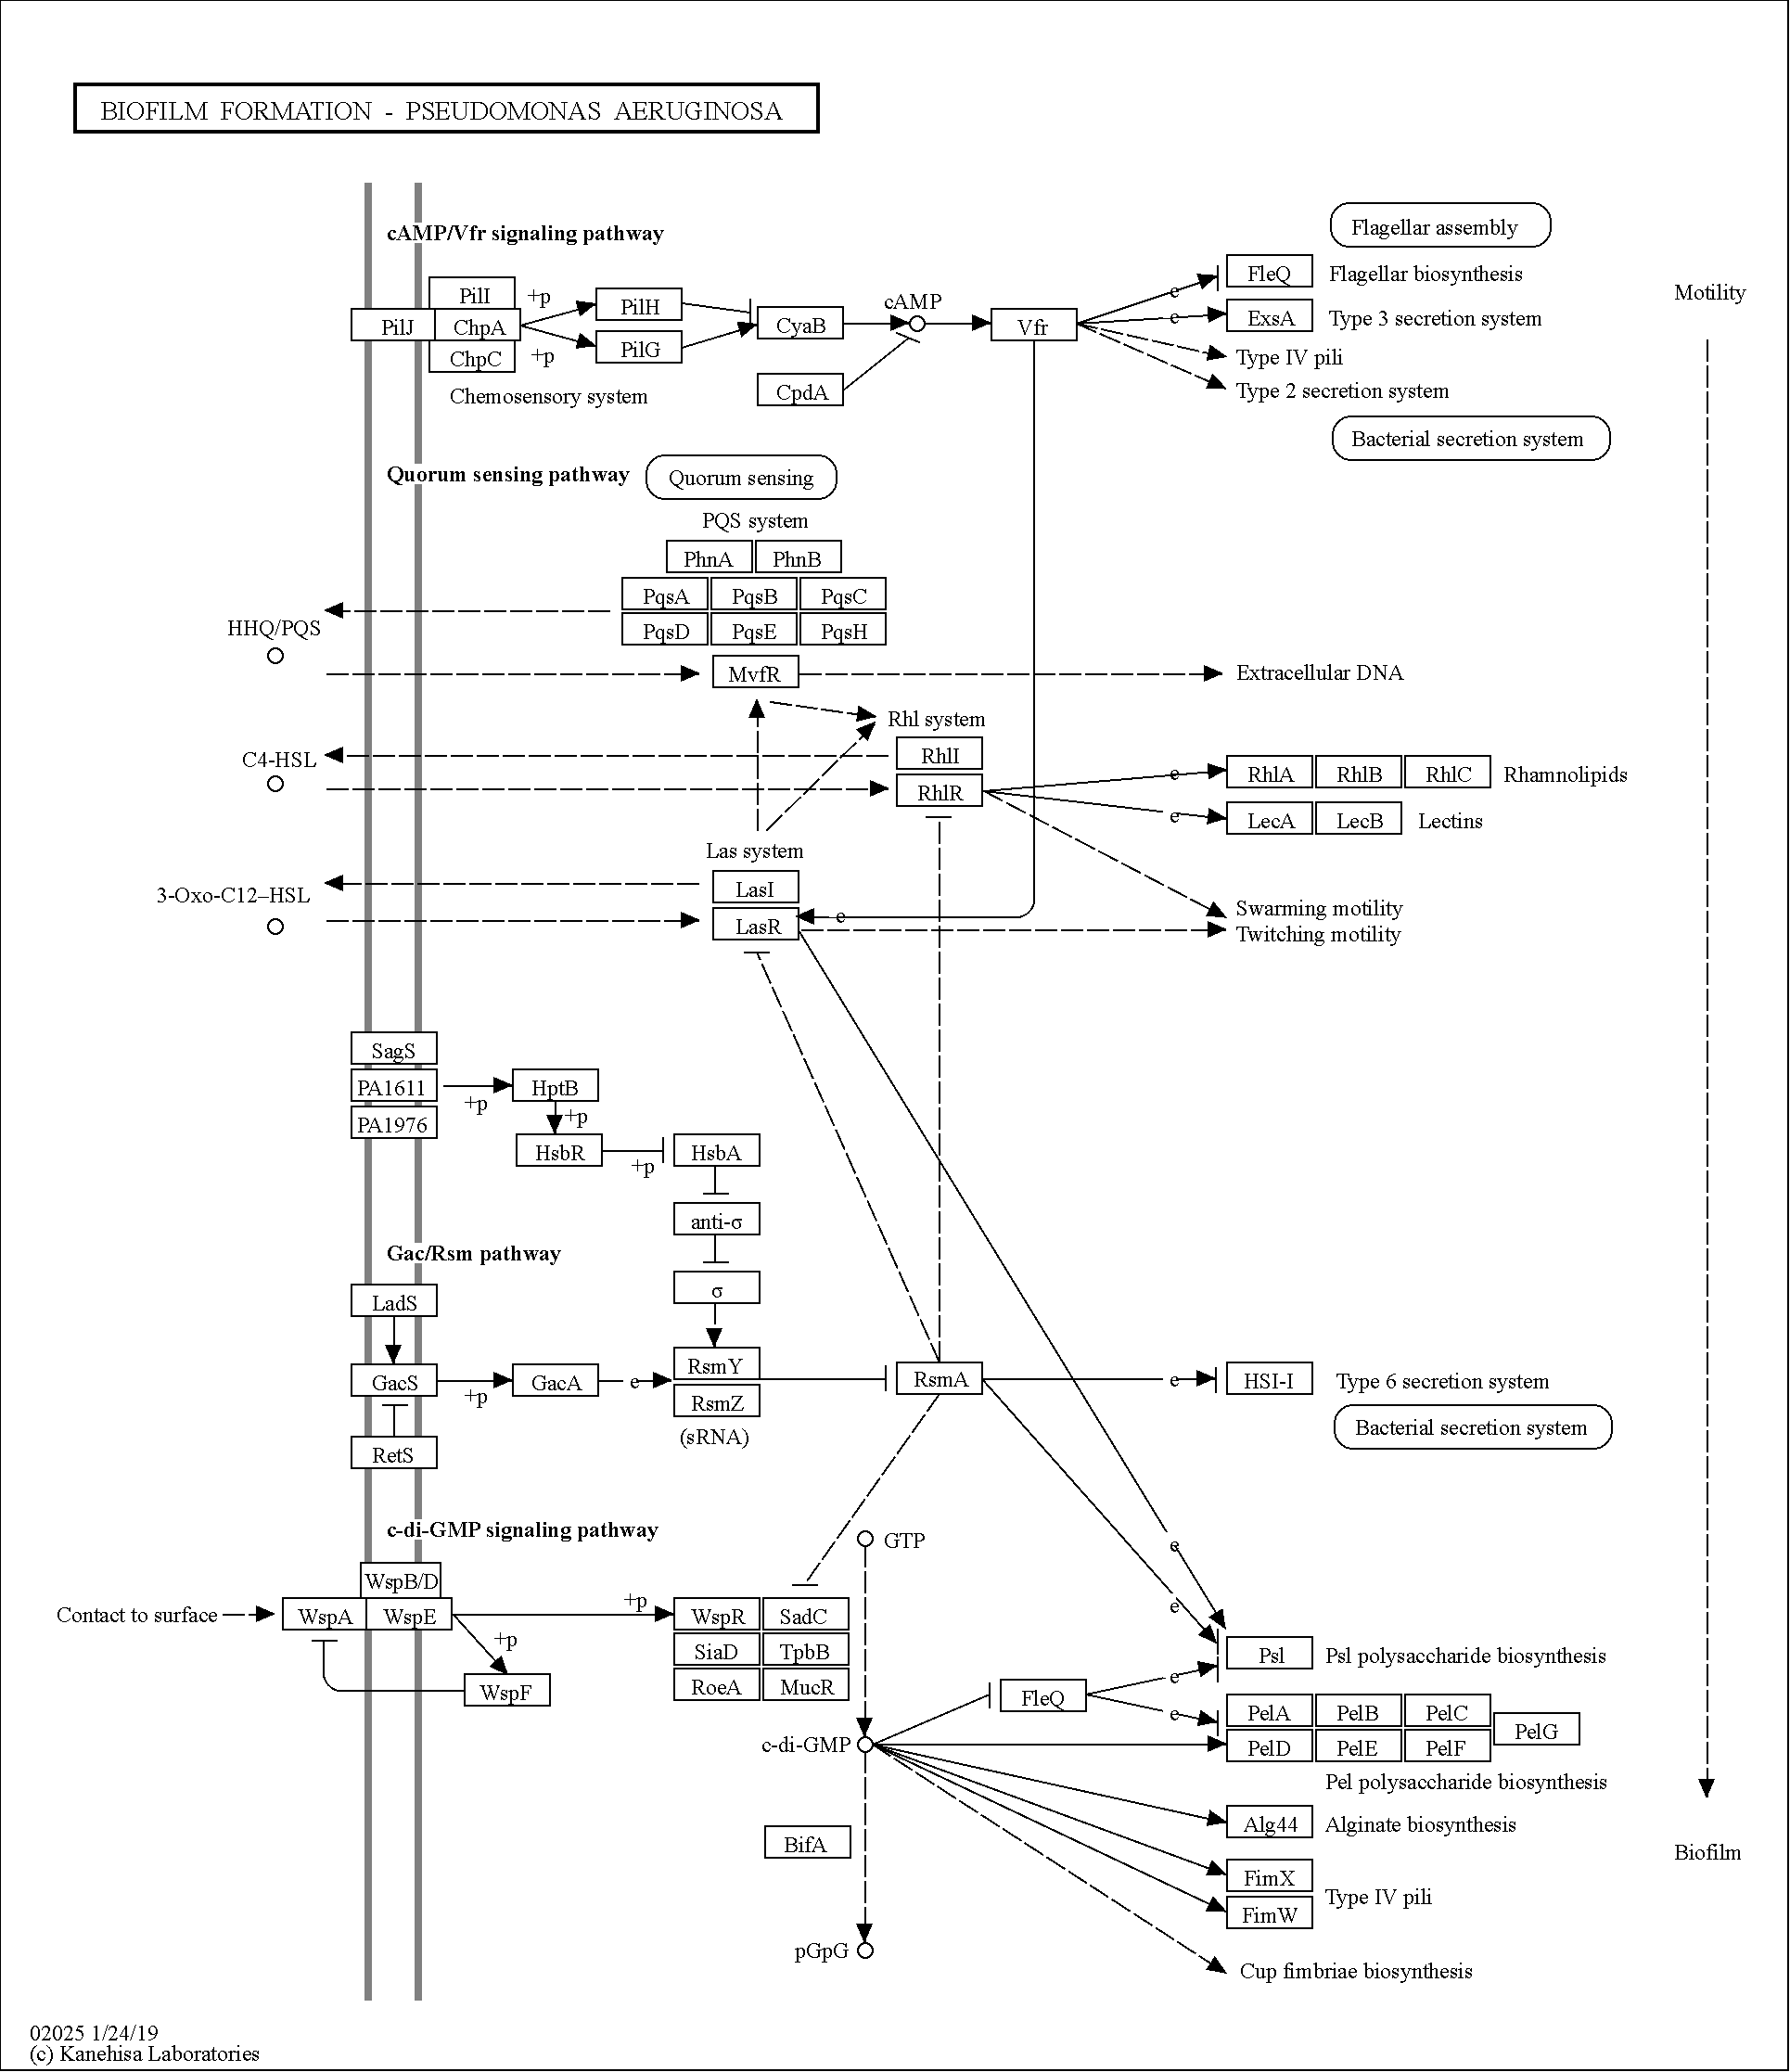 BIOFILM FORMATION - PSEUDOMONAS AERUGINOSA
cAMP/Vfr signaling pathway
Flagellar assembly
PilI
+p
PilH
cAMP
e
FleQ
Flagellar biosynthesis
Motility
PilJ
ChpA
CyaB
Vfr
e
ExsA
Type 3 secretion system
ChpC
+p
PilG
Type IV pili
CpdA
Type 2 secretion system
Chemosensory system
Bacterial secretion system
Quorum sensing pathway
Quorum sensing
PQS system
PhnA
PhnB
PqsA
PqsB
PqsC
HHQ/PQS
PqsD
PqsE
PqsH
MvfR
Extracellular DNA
Rhl system
C4-HSL
RhlI
e
RhlA
RhlB
RhlC
Rhamnolipids
RhlR
e
LecA
LecB
Lectins
Las system
3-Oxo-C12–HSL
LasI
LasR
e
Swarming motility
Twitching motility
SagS
PA1611
+p
HptB
PA1976
+p
HsbR
+p
HsbA
anti-σ
Gac/Rsm pathway
σ
LadS
GacS
+p
GacA
e
RsmY
RsmZ
(sRNA)
RsmA
e
HSI-I
Type 6 secretion system
Bacterial secretion system
RetS
c-di-GMP signaling pathway
GTP
e
WspB/D
Contact to surface
WspA
WspE
+p
WspR
SadC
e
+p
SiaD
TpbB
Psl
Psl polysaccharide biosynthesis
WspF
RoeA
MucR
FleQ
e
e
PelA
PelB
PelC
PelG
c-di-GMP
PelD
PelE
PelF
Pel polysaccharide biosynthesis
Alg44
Alginate biosynthesis
BifA
Biofilm
FimX
Type IV pili
FimW
pGpG
Cup fimbriae biosynthesis
02025 1/24/19
(c) Kanehisa Laboratories